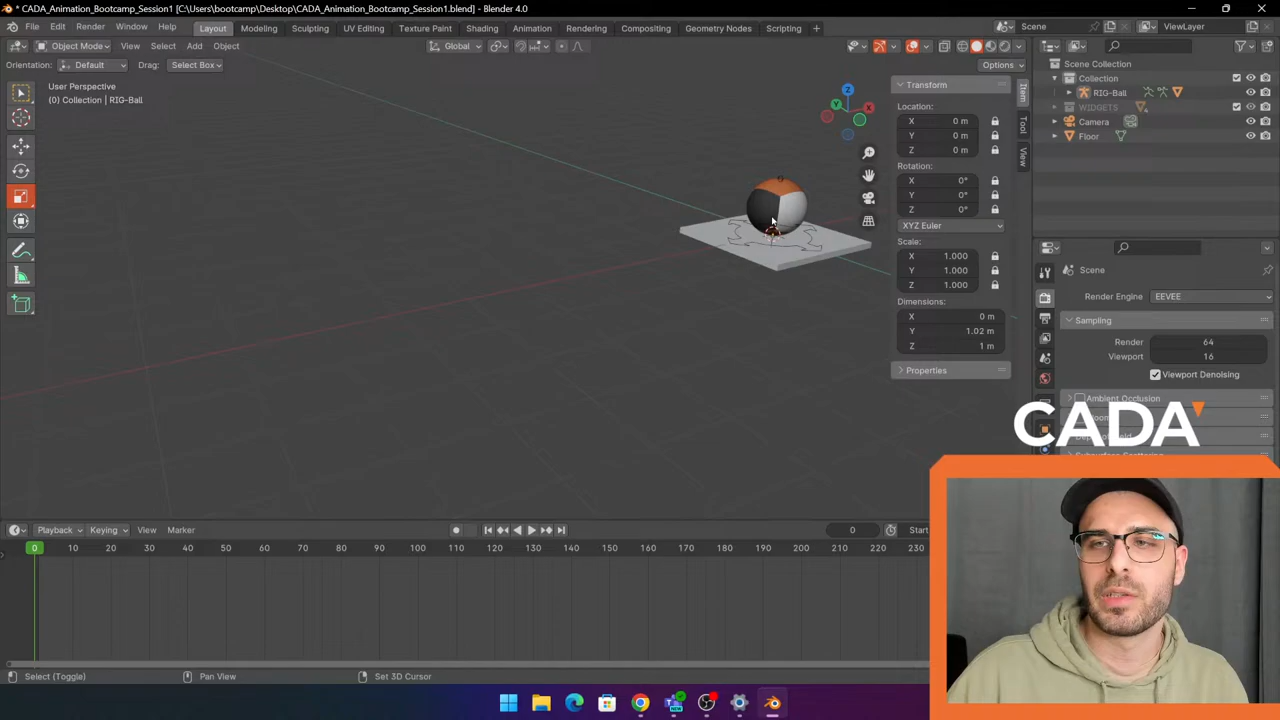 * CADA_Animation_Bootcamp_Session1 [C:\Users\bootcamp\Desktop\CADA_Animation_Bootcamp_Session1.blend] - Blender 4.0
File Edit Render Window Help Layout Modeling Sculpting UV Editing Texture Paint Shading Animation Rendering Compositing Geometry Nodes Scripting + Scene ViewLayer
Object Mode View Select Add Object Global
Orientation: Default Drag: Select Box Options
User Perspective
(0) Collection | RIG-Ball
Z
X
Y
Item
Tool
View
Transform
Location:
X 0 m
Y 0 m
Z 0 m
Rotation:
X 0°
Y 0°
Z 0°
XYZ Euler
Scale:
X 1.000
Y 1.000
Z 1.000
Dimensions:
X 0 m
Y 1.02 m
Z 1 m
Properties
Scene Collection
Collection
RIG-Ball
WIDGETS
Camera
Floor
Scene
Render Engine EEVEE
Sampling
Render 64
Viewport 16
Viewport Denoising
Ambient Occlusion
CADA
Playback Keying View Marker 0 Start
0 10 20 30 40 50 60 70 80 90 100 110 120 130 140 150 160 170 180 190 200 210 220 230
Select (Toggle) Pan View Set 3D Cursor